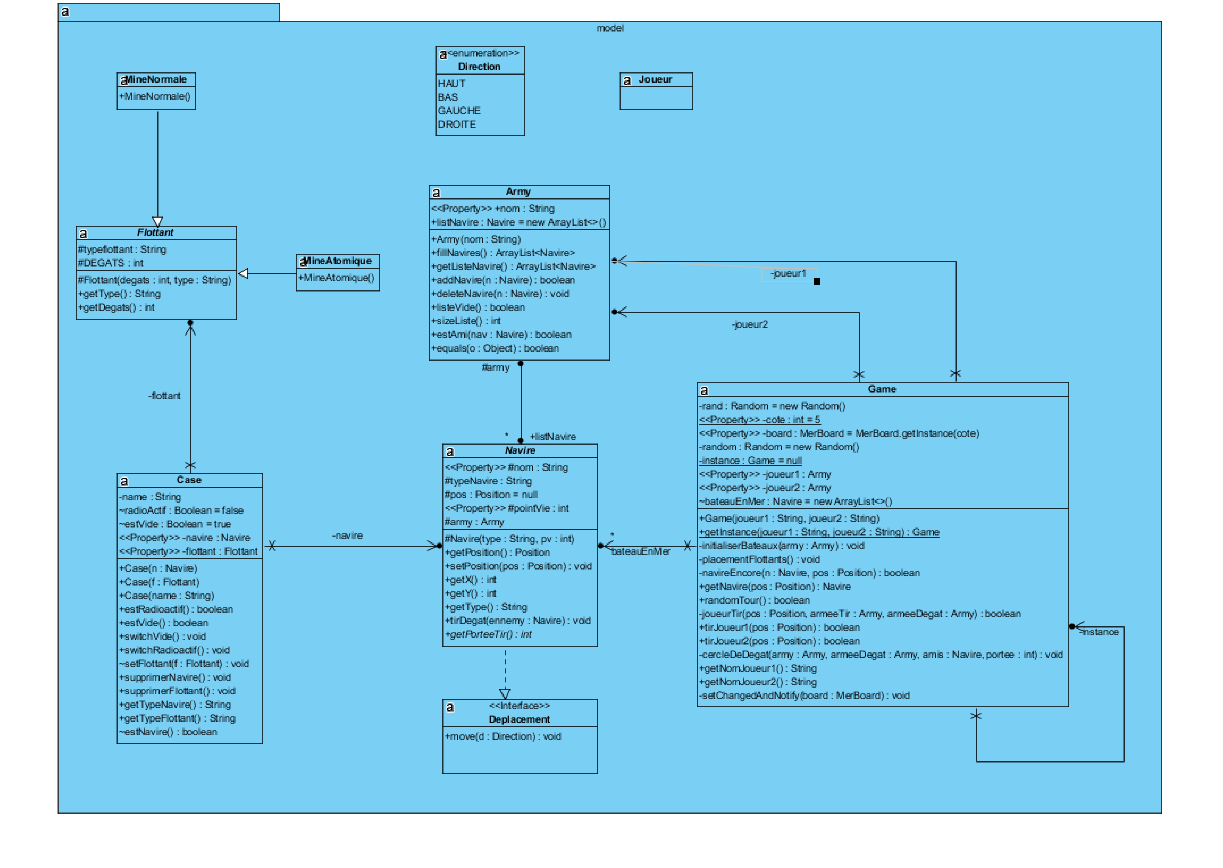 a
model
a
MineNormale
+MineNormale()
a
<<enumeration>>
Direction
HAUT
BAS
GAUCHE
DROITE
a
Joueur
a
Army
<<Property>> +nom : String
+listNavire : Navire = new ArrayList<>()
+Army(nom : String)
+fillNavires() : ArrayList<Navire>
+getListeNavire() : ArrayList<Navire>
+addNavire(n : Navire) : boolean
+deleteNavire(n : Navire) : void
+listeVide() : boolean
+sizeListe() : int
+estAmi(nav : Navire) : boolean
+equals(o : Object) : boolean
a
Flottant
#typeflottant : String
#DEGATS : int
#Flottant(degats : int, type : String)
+getType() : String
+getDegats() : int
a
MineAtomique
+MineAtomique()
-joueur1
-joueur2
#army
*
+listNavire
-flottant
a
Game
-rand : Random = new Random()
<<Property>> -cote : int = 5
<<Property>> -board : MerBoard = MerBoard.getInstance(cote)
-random : Random = new Random()
-instance : Game = null
<<Property>> -joueur1 : Army
<<Property>> -joueur2 : Army
~bateauEnMer : Navire = new ArrayList<>()
+Game(joueur1 : String, joueur2 : String)
+getInstance(joueur1 : String, joueur2 : String) : Game
-initialiserBateaux(army : Army) : void
-placementFlottants() : void
-navireEncore(n : Navire, pos : Position) : boolean
+getNavire(pos : Position) : Navire
+randomTour() : boolean
-joueurTir(pos : Position, armeeTir : Army, armeeDegat : Army) : boolean
+tirJoueur1(pos : Position) : boolean
+tirJoueur2(pos : Position) : boolean
-cercleDeDegat(army : Army, armeeDegat : Army, amis : Navire, portee : int) : void
+getNomJoueur1() : String
+getNomJoueur2() : String
-setChangedAndNotify(board : MerBoard) : void
-instance
a
Navire
<<Property>> #nom : String
#typeNavire : String
#pos : Position = null
<<Property>> #pointVie : int
#army : Army
#Navire(type : String, pv : int)
+getPosition() : Position
+setPosition(pos : Position) : void
+getX() : int
+getY() : int
+getType() : String
+tirDegat(ennemy : Navire) : void
+getPorteeTir() : int
*
bateauEnMer
-navire
a
Case
-name : String
~radioActif : Boolean = false
~estVide : Boolean = true
<<Property>> -navire : Navire
<<Property>> -flottant : Flottant
+Case(n : Navire)
+Case(f : Flottant)
+Case(name : String)
+estRadioactif() : boolean
+estVide() : boolean
+switchVide() : void
+switchRadioactif() : void
~setFlottant(f : Flottant) : void
+supprimerNavire() : void
+supprimerFlottant() : void
+getTypeNavire() : String
+getTypeFlottant() : String
~estNavire() : boolean
a
<<Interface>>
Deplacement
+move(d : Direction) : void